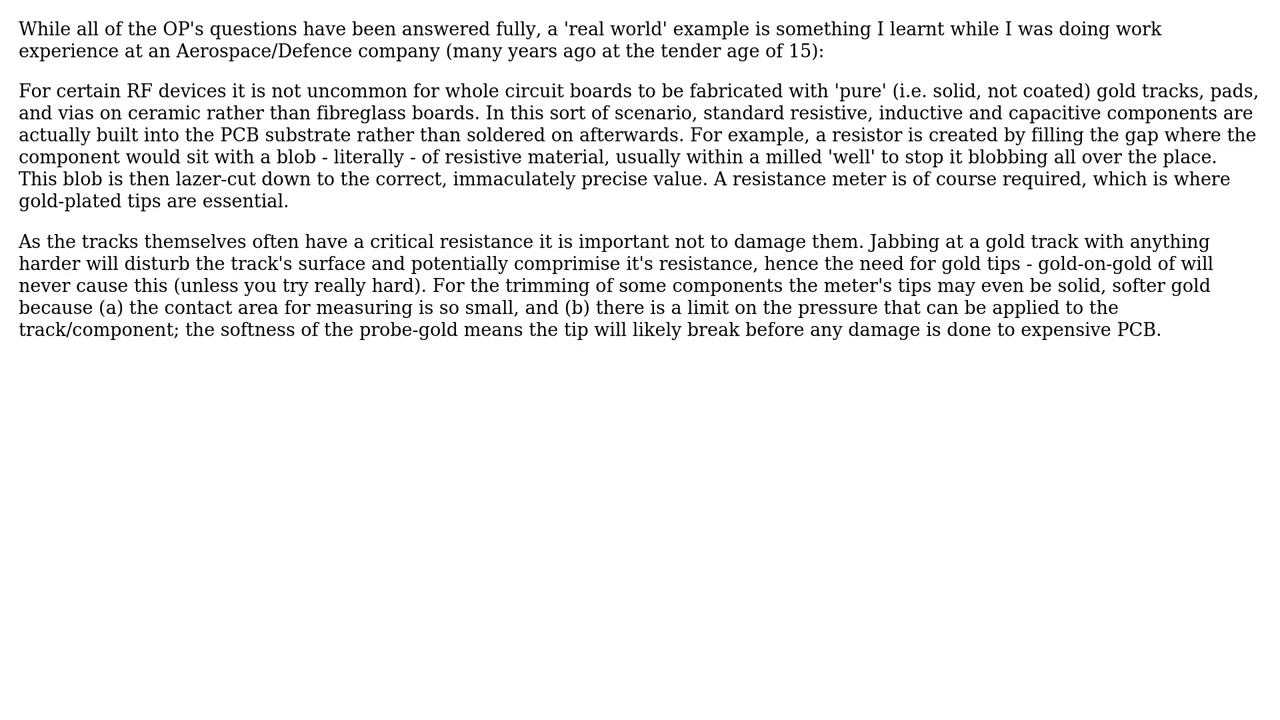 While all of the OP's questions have been answered fully, a 'real world' example is something I learnt while I was doing work
experience at an Aerospace/Defence company (many years ago at the tender age of 15):
For certain RF devices it is not uncommon for whole circuit boards to be fabricated with 'pure' (i.e. solid, not coated) gold tracks, pads,
and vias on ceramic rather than fibreglass boards. In this sort of scenario, standard resistive, inductive and capacitive components are
actually built into the PCB substrate rather than soldered on afterwards. For example, a resistor is created by filling the gap where the
component would sit with a blob - literally - of resistive material, usually within a milled 'well' to stop it blobbing all over the place.
This blob is then lazer-cut down to the correct, immaculately precise value. A resistance meter is of course required, which is where
gold-plated tips are essential.
As the tracks themselves often have a critical resistance it is important not to damage them. Jabbing at a gold track with anything
harder will disturb the track's surface and potentially comprimise it's resistance, hence the need for gold tips - gold-on-gold of will
never cause this (unless you try really hard). For the trimming of some components the meter's tips may even be solid, softer gold
because (a) the contact area for measuring is so small, and (b) there is a limit on the pressure that can be applied to the
track/component; the softness of the probe-gold means the tip will likely break before any damage is done to expensive PCB.